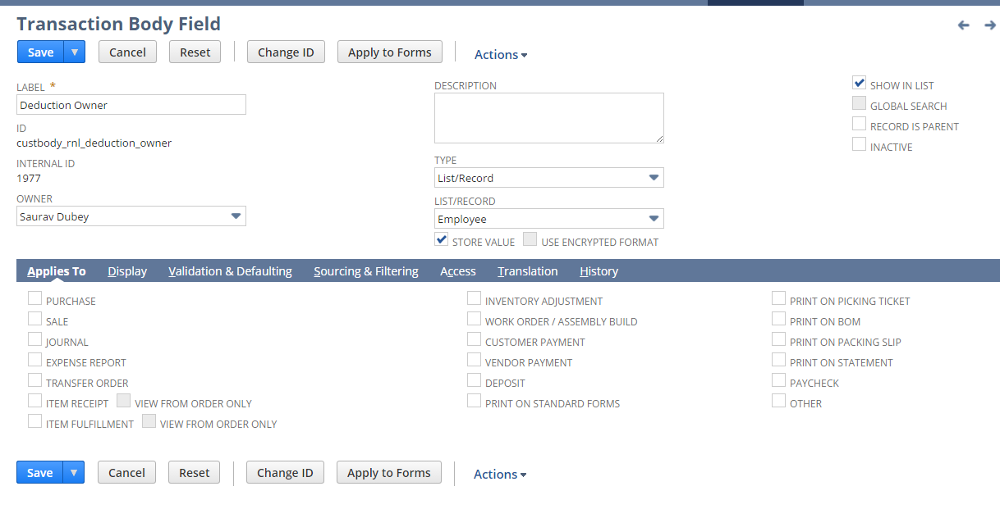 Transaction Body Field
Save Cancel Reset Change ID Apply to Forms Actions
LABEL *
Deduction Owner
ID
custbody_rnl_deduction_owner
INTERNAL ID
1977
OWNER
Saurav Dubey
DESCRIPTION
TYPE
List/Record
LIST/RECORD
Employee
STORE VALUE USE ENCRYPTED FORMAT
SHOW IN LIST
GLOBAL SEARCH
RECORD IS PARENT
INACTIVE
Applies To Display Validation & Defaulting Sourcing & Filtering Access Translation History
PURCHASE
SALE
JOURNAL
EXPENSE REPORT
TRANSFER ORDER
ITEM RECEIPT VIEW FROM ORDER ONLY
ITEM FULFILLMENT VIEW FROM ORDER ONLY
INVENTORY ADJUSTMENT
WORK ORDER / ASSEMBLY BUILD
CUSTOMER PAYMENT
VENDOR PAYMENT
DEPOSIT
PRINT ON STANDARD FORMS
PRINT ON PICKING TICKET
PRINT ON BOM
PRINT ON PACKING SLIP
PRINT ON STATEMENT
PAYCHECK
OTHER
Save Cancel Reset Change ID Apply to Forms Actions